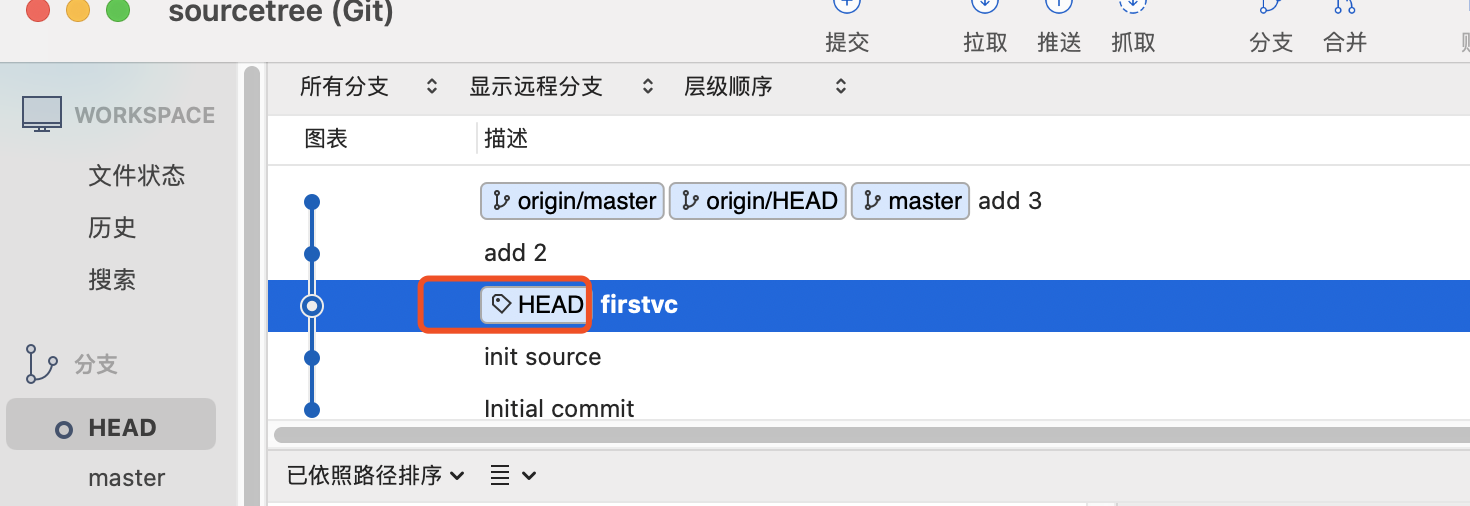 sourcetree (Git)
提交 拉取 推送 抓取 分支 合并
所有分支 显示远程分支 层级顺序
WORKSPACE
图表 描述
文件状态
origin/master origin/HEAD master add 3
历史
add 2
搜索
HEAD firstvc
init source
分支
Initial commit
HEAD
master
已依照路径排序